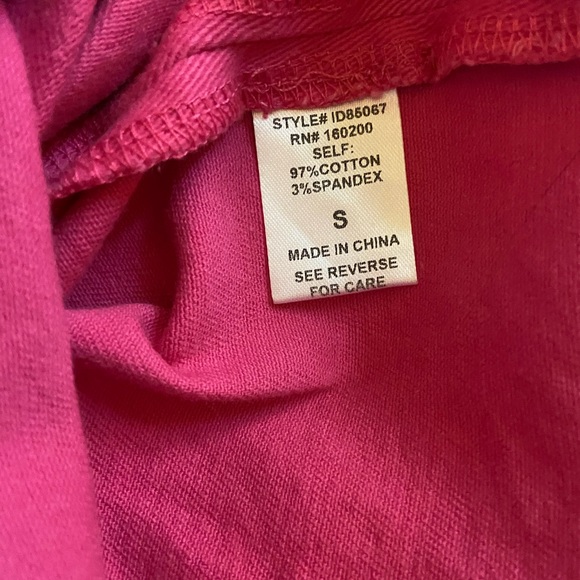 STYLE# ID85067
RN# 160200
SELF:
97%COTTON
3%SPANDEX
S
MADE IN CHINA
SEE REVERSE
FOR CARE